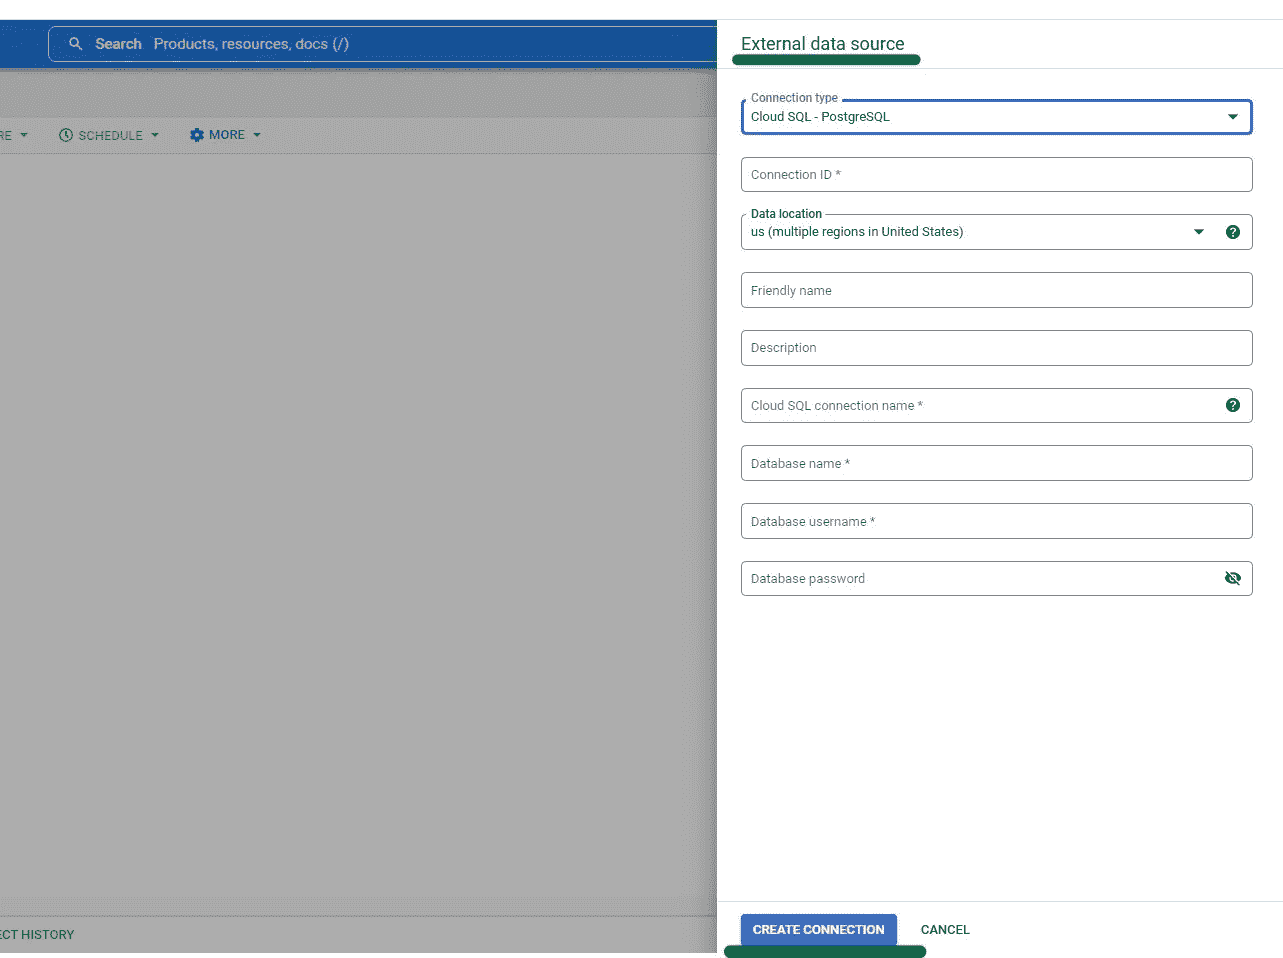 Search Products, resources, docs (/)
RE
SCHEDULE
MORE
ECT HISTORY
External data source
Connection type
Cloud SQL - PostgreSQL
Connection ID *
Data location
us (multiple regions in United States)
Friendly name
Description
Cloud SQL connection name *
Database name *
Database username *
Database password
CREATE CONNECTION
CANCEL